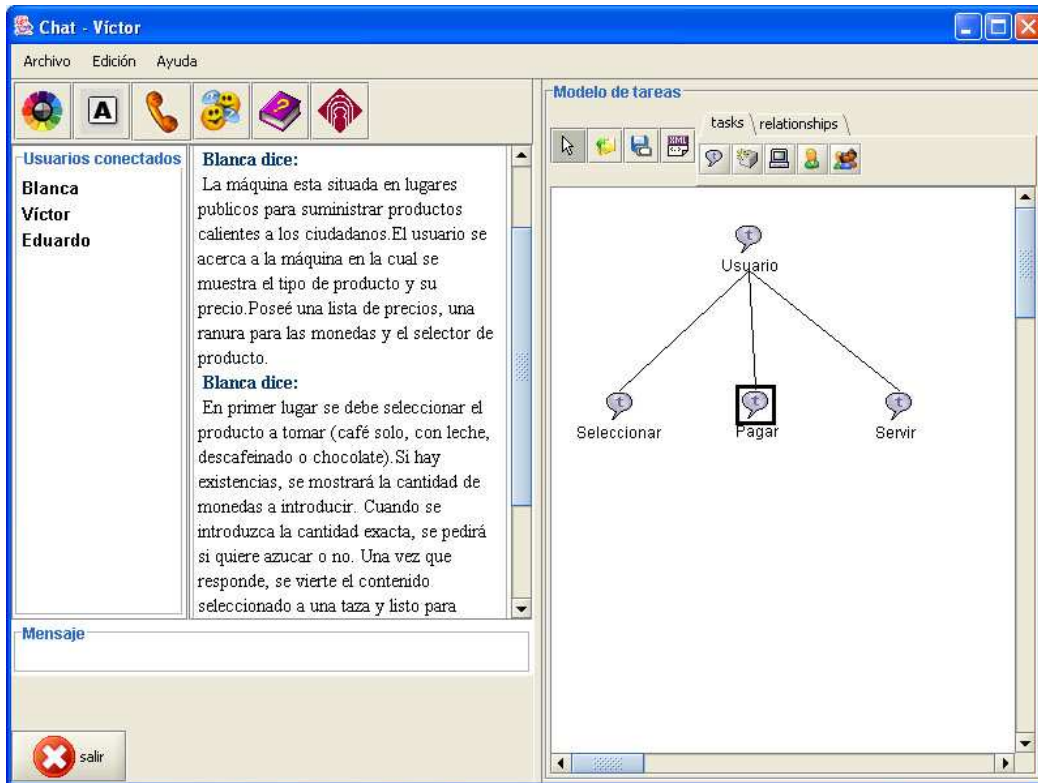 Chat - Víctor
Archivo Edición Ayuda
A
Usuarios conectados
Blanca
Víctor
Eduardo
Blanca dice:
La máquina esta situada en lugares
publicos para suministrar productos
calientes a los ciudadanos.El usuario se
acerca a la máquina en la cual se
muestra el tipo de producto y su
precio.Poseé una lista de precios, una
ranura para las monedas y el selector de
producto.
Blanca dice:
En primer lugar se debe seleccionar el
producto a tomar (café solo, con leche,
descafeinado o chocolate).Si hay
existencias, se mostrará la cantidad de
monedas a introducir. Cuando se
introduzca la cantidad exacta, se pedirá
si quiere azucar o no. Una vez que
responde, se vierte el contenido
seleccionado a una taza y listo para
Mensaje
salir
Modelo de tareas
tasks relationships
XML
t
Usuario
t
Seleccionar
t
Pagar
t
Servir